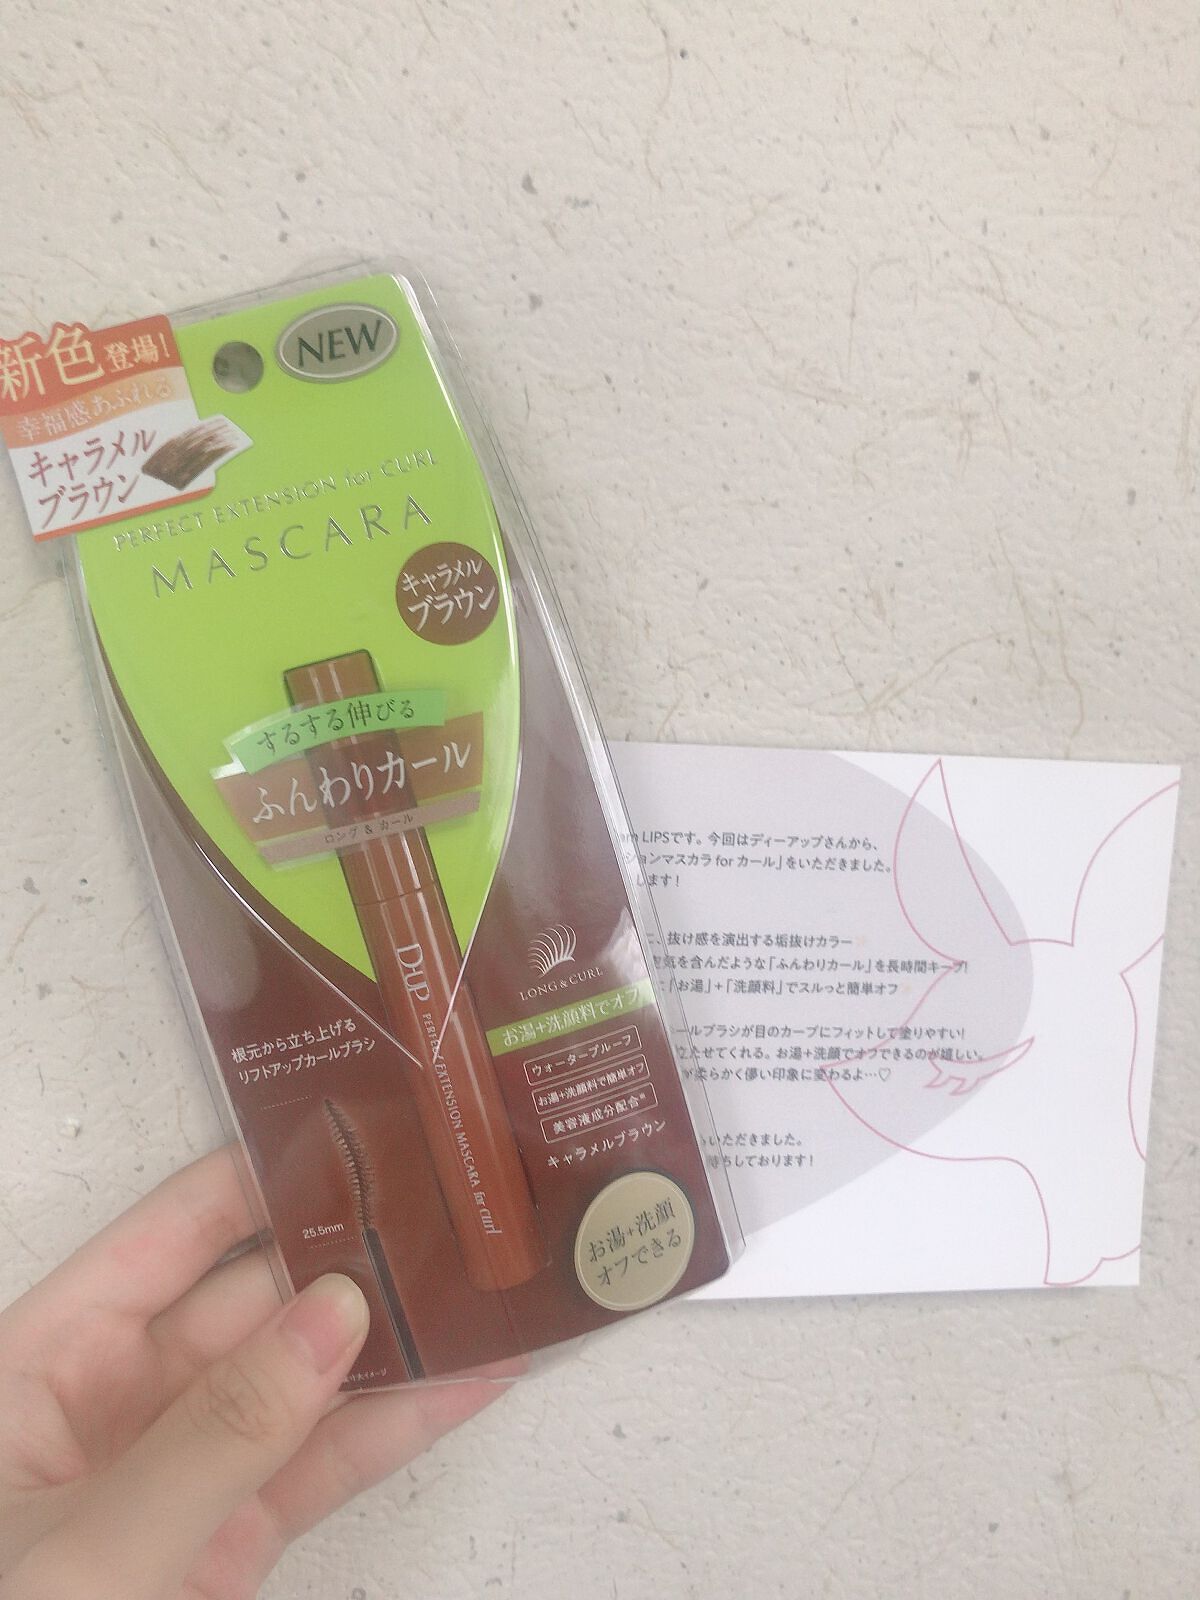 新色登場!
幸福感あふれる
キャラメル
ブラウン
NEW
PERFECT EXTENSION for CURL
MASCARA
キャラメル
ブラウン
するする伸びる
ふんわりカール
ロング & カール
D-UP PERFECT EXTENSION MASCARA for curl
LONG & CURL
お湯+洗顔料でオフ
ウォータープルーフ
お湯+洗顔料で簡単オフ
美容液成分配合*
キャラメルブラウン
根元から立ち上げる
リフトアップカールブラシ
25.5mm
お湯+洗顔
オフできる
LIPSです。今回はディーアップさんから、
ションマスカラ for カール」をいただきました。
します!
に、抜け感を演出する垢抜けカラー
空気を含んだような「ふんわりカール」を長時間キープ!
に「お湯」+「洗顔料」でスルっと簡単オフ
ールブラシが目のカーブにフィットして塗りやすい!
立たせてくれる。お湯+洗顔でオフできるのが嬉しい。
が柔らかく儚い印象に変わるよ…♡
いただきました。
待ちしております!